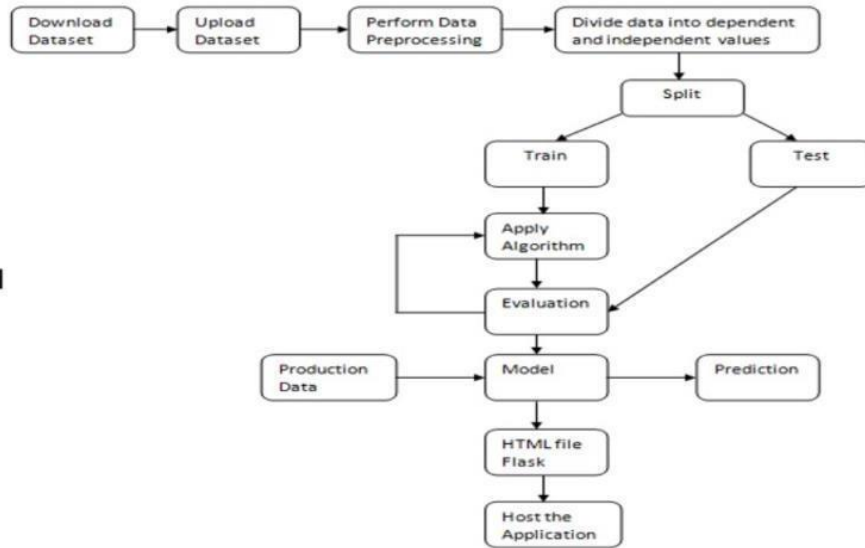 Download
Dataset
Upload
Dataset
Perform Data
Preprocessing
Divide data into dependent
and independent values
Split
Train
Test
Apply
Algorithm
Evaluation
Production
Data
Model
Prediction
HTML file
Flask
Host the
Application